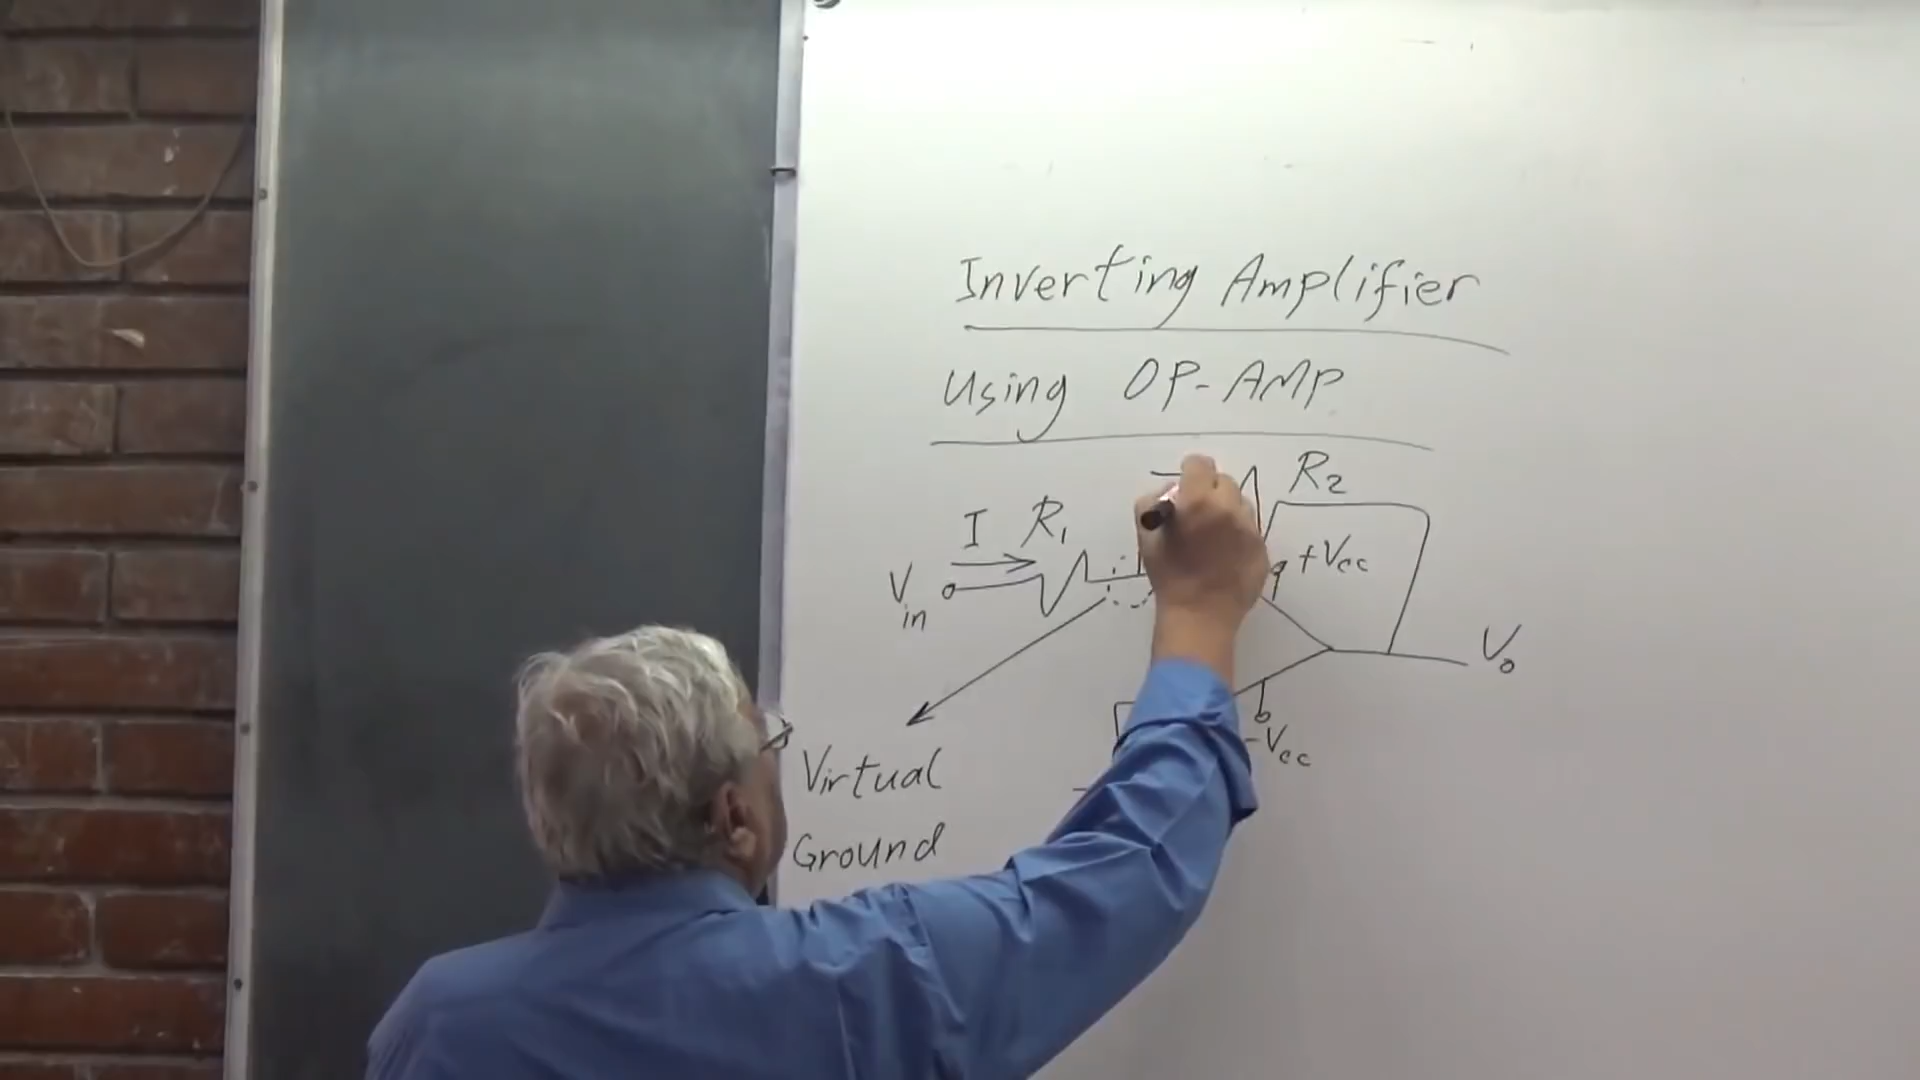 Inverting Amplifier
Using OP-AMP
R2
I R1
+Vcc
Vin
Vo
-Vcc
Virtual
Ground